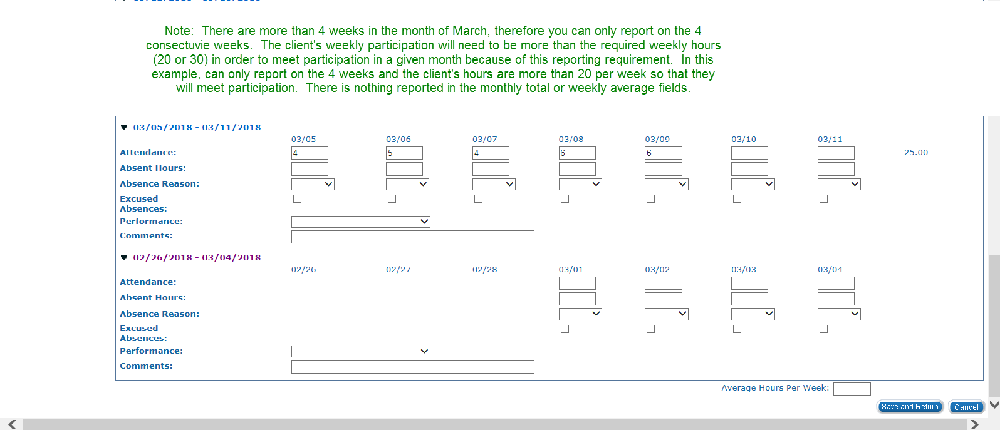 Note:  There are more than 4 weeks in the month of March, therefore you can only report on the 4
consectuvie weeks.  The client's weekly participation will need to be more than the required weekly hours
(20 or 30) in order to meet participation in a given month because of this reporting requirement.  In this
example, can only report on the 4 weeks and the client's hours are more than 20 per week so that they
will meet participation.  There is nothing reported in the monthly total or weekly average fields.
03/05/2018 - 03/11/2018
03/05 03/06 03/07 03/08 03/09 03/10 03/11
Attendance: 4 5 4 6 6 25.00
Absent Hours:
Absence Reason:
Excused
Absences:
Performance:
Comments:
02/26/2018 - 03/04/2018
02/26 02/27 02/28 03/01 03/02 03/03 03/04
Attendance:
Absent Hours:
Absence Reason:
Excused
Absences:
Performance:
Comments:
Average Hours Per Week:
Save and Return Cancel